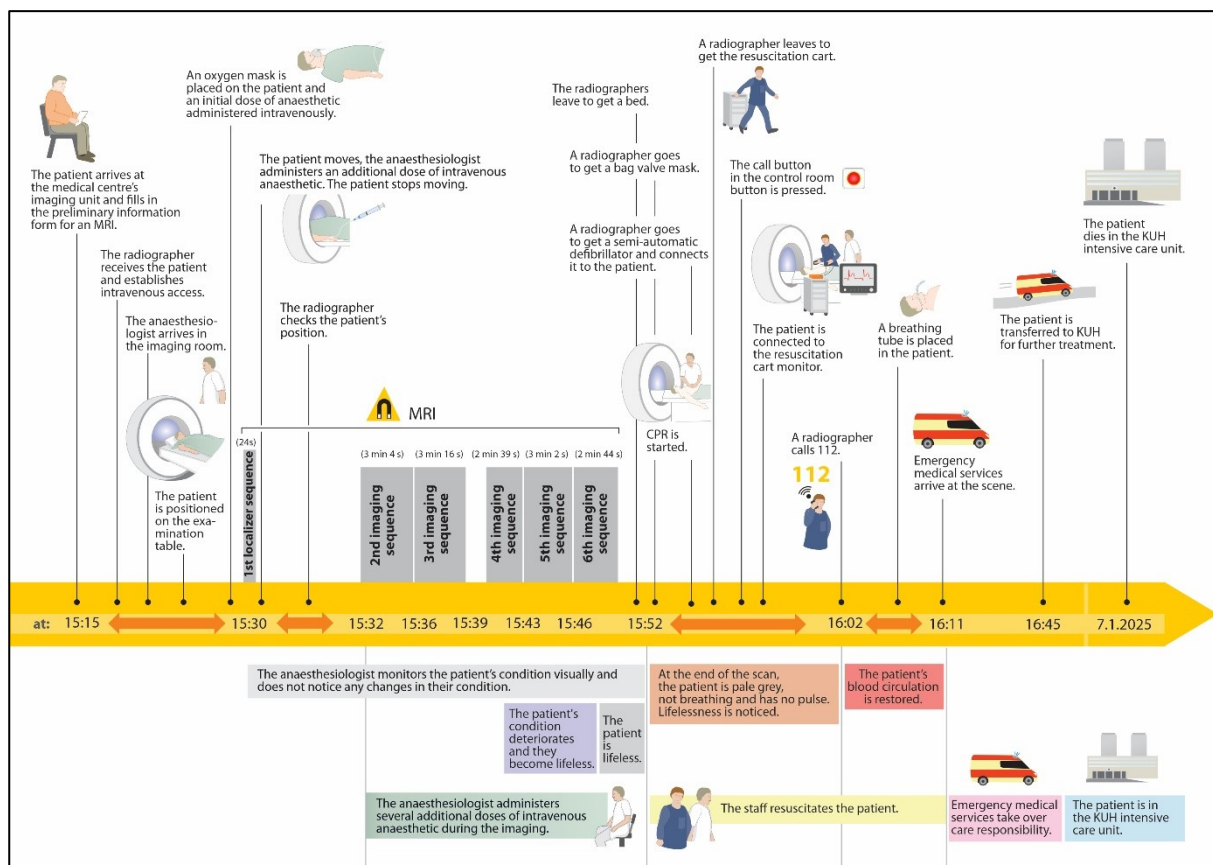 A radiographer leaves to
get the resuscitation cart.
An oxygen mask is
placed on the patient and
an initial dose of anaesthetic
administered intravenously.
The radiographers
leave to get a bed.
The patient moves, the anaesthesiologist
administers an additional dose of intravenous
anaesthetic. The patient stops moving.
A radiographer goes
to get a bag valve mask.
The call button
in the control room
button is pressed.
The patient arrives at
the medical centre's
imaging unit and fills in
the preliminary information
form for an MRI.
A radiographer goes
to get a semi-automatic
defibrillator and connects
it to the patient.
The patient
dies in the KUH
intensive care unit.
The radiographer
receives the patient
and establishes
intravenous access.
The radiographer
checks the patient's
position.
The anaesthesio-
logist arrives in
the imaging room.
The patient is
connected to
the resuscitation
cart monitor.
A breathing
tube is placed
in the patient.
The patient is
transferred to KUH
for further treatment.
MRI
CPR is
started.
A radiographer
calls 112.
112
Emergency
medical services
arrive at the scene.
The patient
is positioned
on the exa-
mination
table.
(24s)
1st localizer sequence
(3 min 4 s)
2nd imaging
sequence
(3 min 16 s)
3rd imaging
sequence
(2 min 39 s)
4th imaging
sequence
(3 min 2 s)
5th imaging
sequence
(2 min 44 s)
6th imaging
sequence
at: 15:15 15:30 15:32 15:36 15:39 15:43 15:46 15:52 16:02 16:11 16:45 7.1.2025
The anaesthesiologist monitors the patient's condition visually and
does not notice any changes in their condition.
At the end of the scan,
the patient is pale grey,
not breathing and has no pulse.
Lifelessness is noticed.
The patient's
blood circulation
is restored.
The patient's
condition
deteriorates
and they
become lifeless.
The
patient
is
lifeless.
The anaesthesiologist administers
several additional doses of intravenous
anaesthetic during the imaging.
The staff resuscitates the patient.
Emergency medical
services take over
care responsibility.
The patient is in
the KUH intensive
care unit.